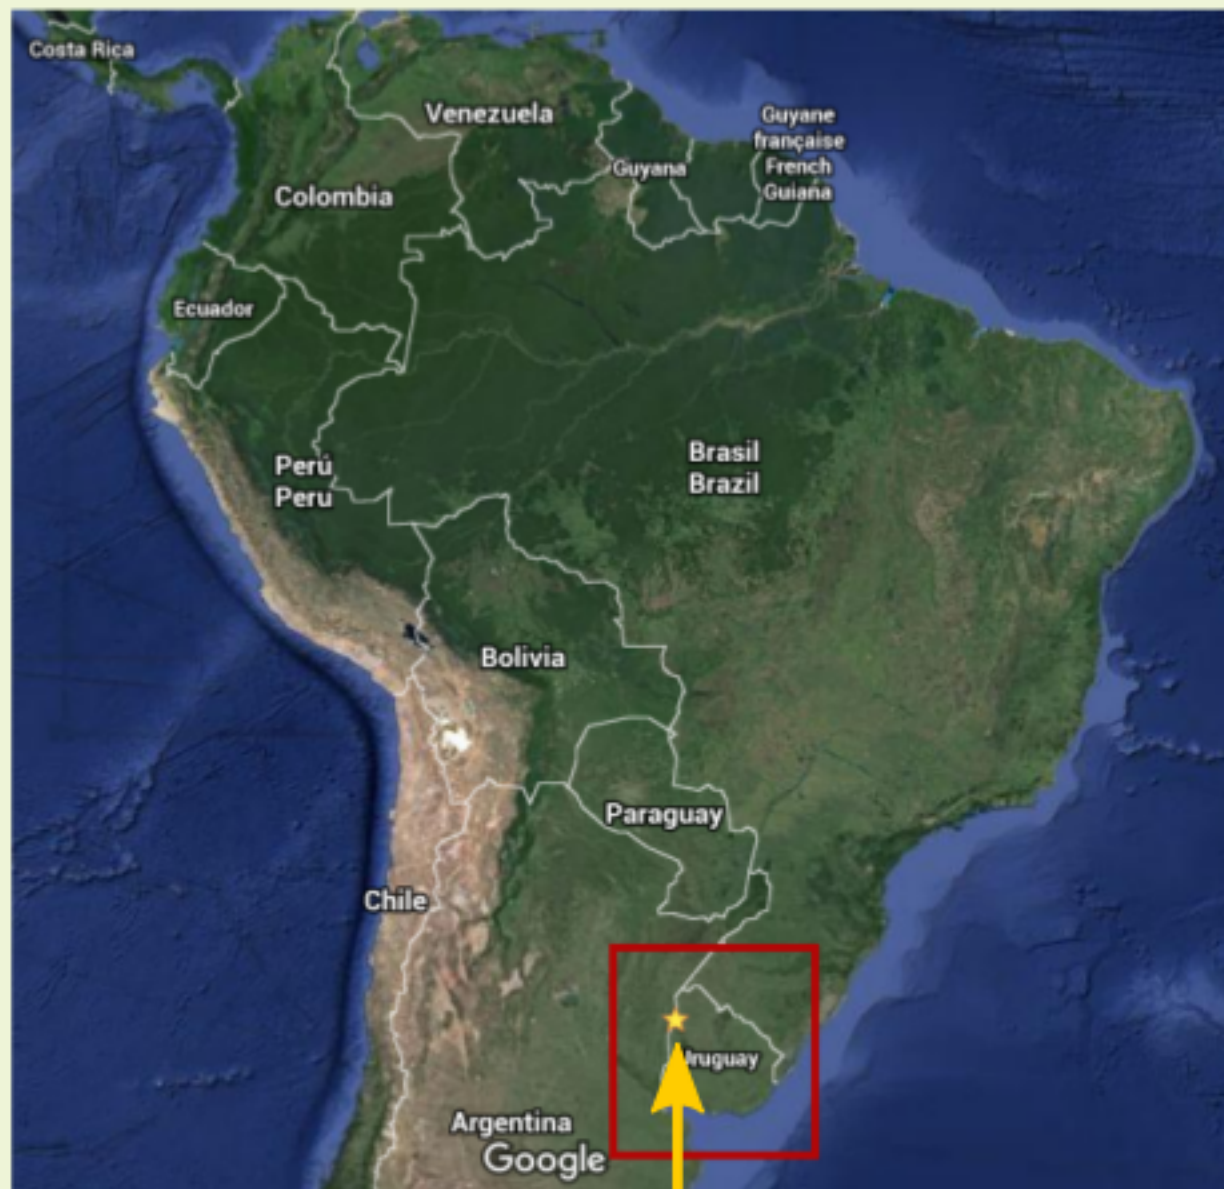 Costa Rica
Venezuela
Guyane
française
French
Guiana
Guyana
Colombia
Ecuador
Brasil
Brazil
Perú
Peru
Bolivia
Paraguay
Chile
Uruguay
Argentina
Google